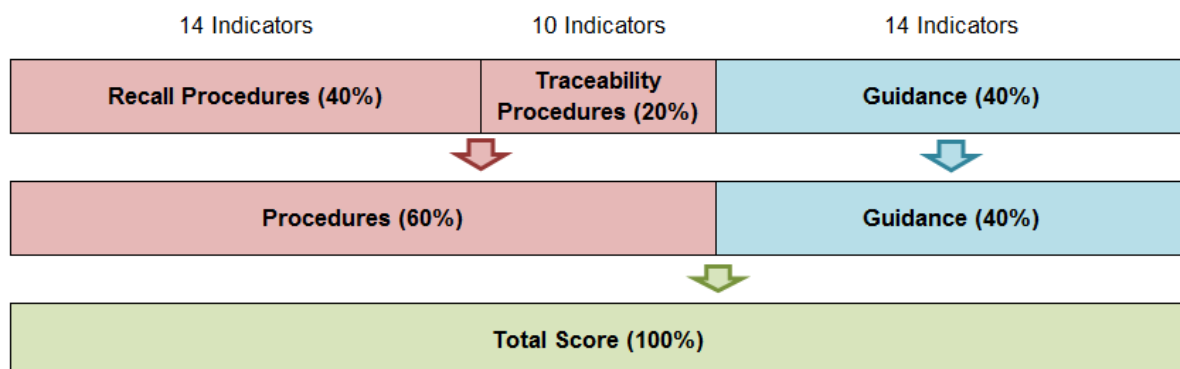 14 Indicators
10 Indicators
14 Indicators
Recall Procedures (40%)
Traceability
Procedures (20%)
Guidance (40%)
Procedures (60%)
Guidance (40%)
Total Score (100%)